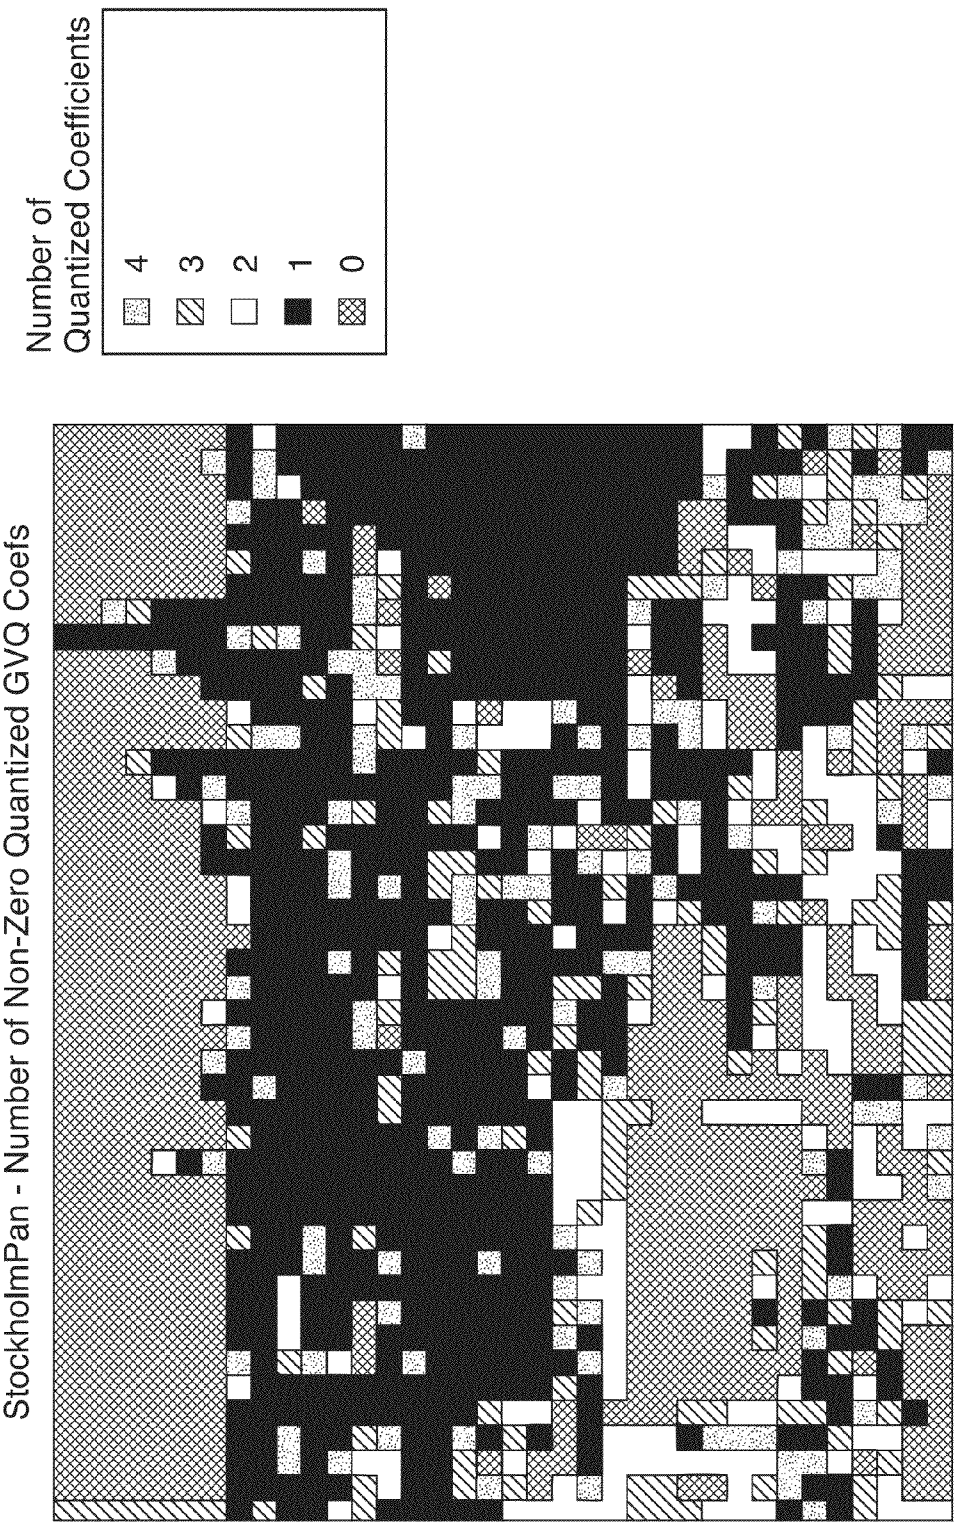 StockholmPan - Number of Non-Zero Quantized GVQ Coefs
Number of
Quantized Coefficients
4
3
2
1
0